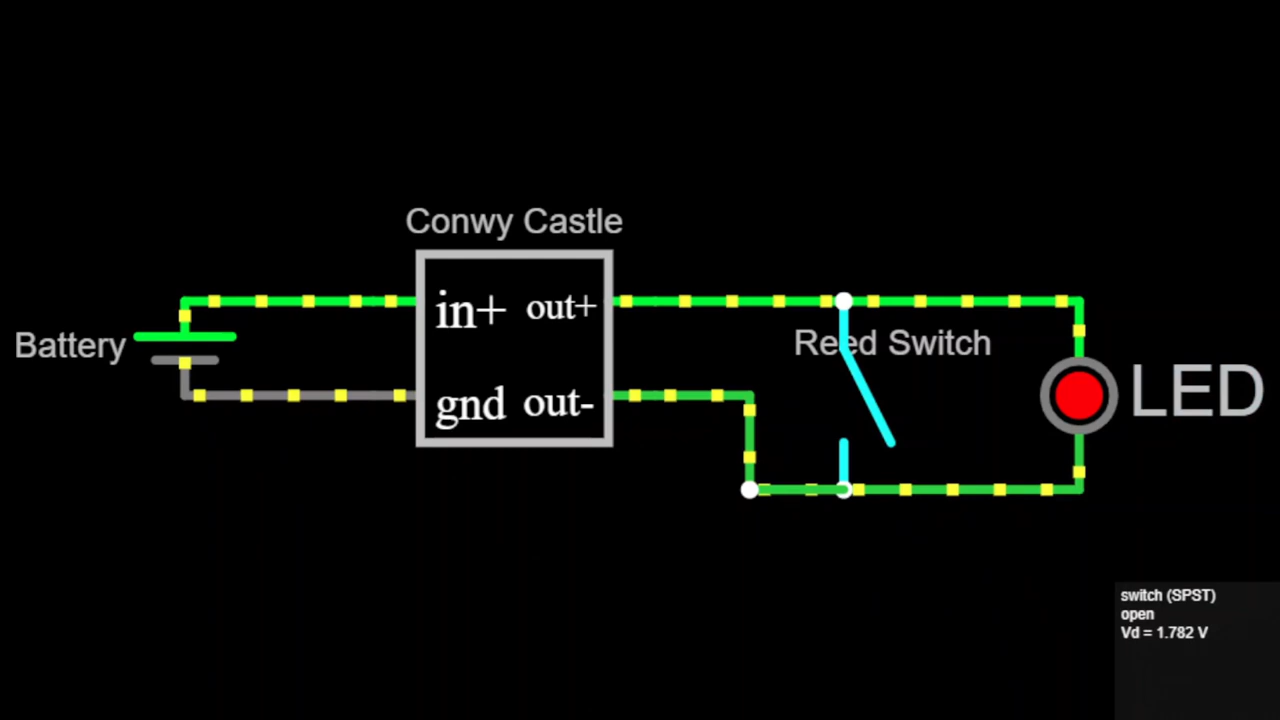 Conwy Castle
in+ out+
Battery
Reed Switch
LED
gnd out-
switch (SPST)
open
Vd = 1.782 V